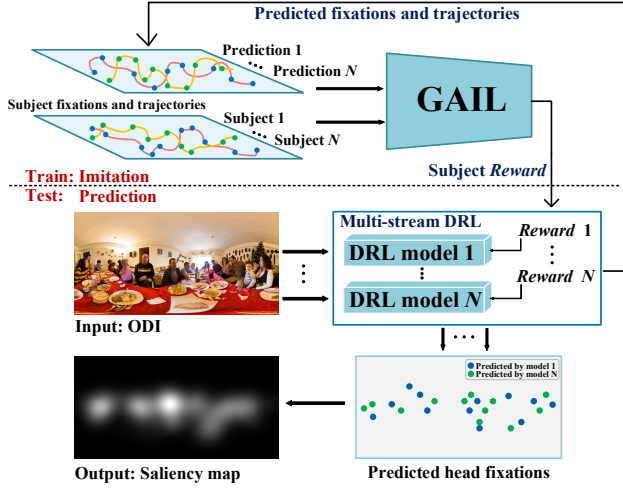 Predicted fixations and trajectories
Prediction 1
Prediction N
Subject fixations and trajectories
Subject 1
Subject N
GAIL
Train: Imitation
Subject Reward
Test: Prediction
Multi-stream DRL
DRL model 1
Reward 1
DRL model N
Reward N
Input: ODI
Predicted by model 1
Predicted by model N
Output: Saliency map
Predicted head fixations